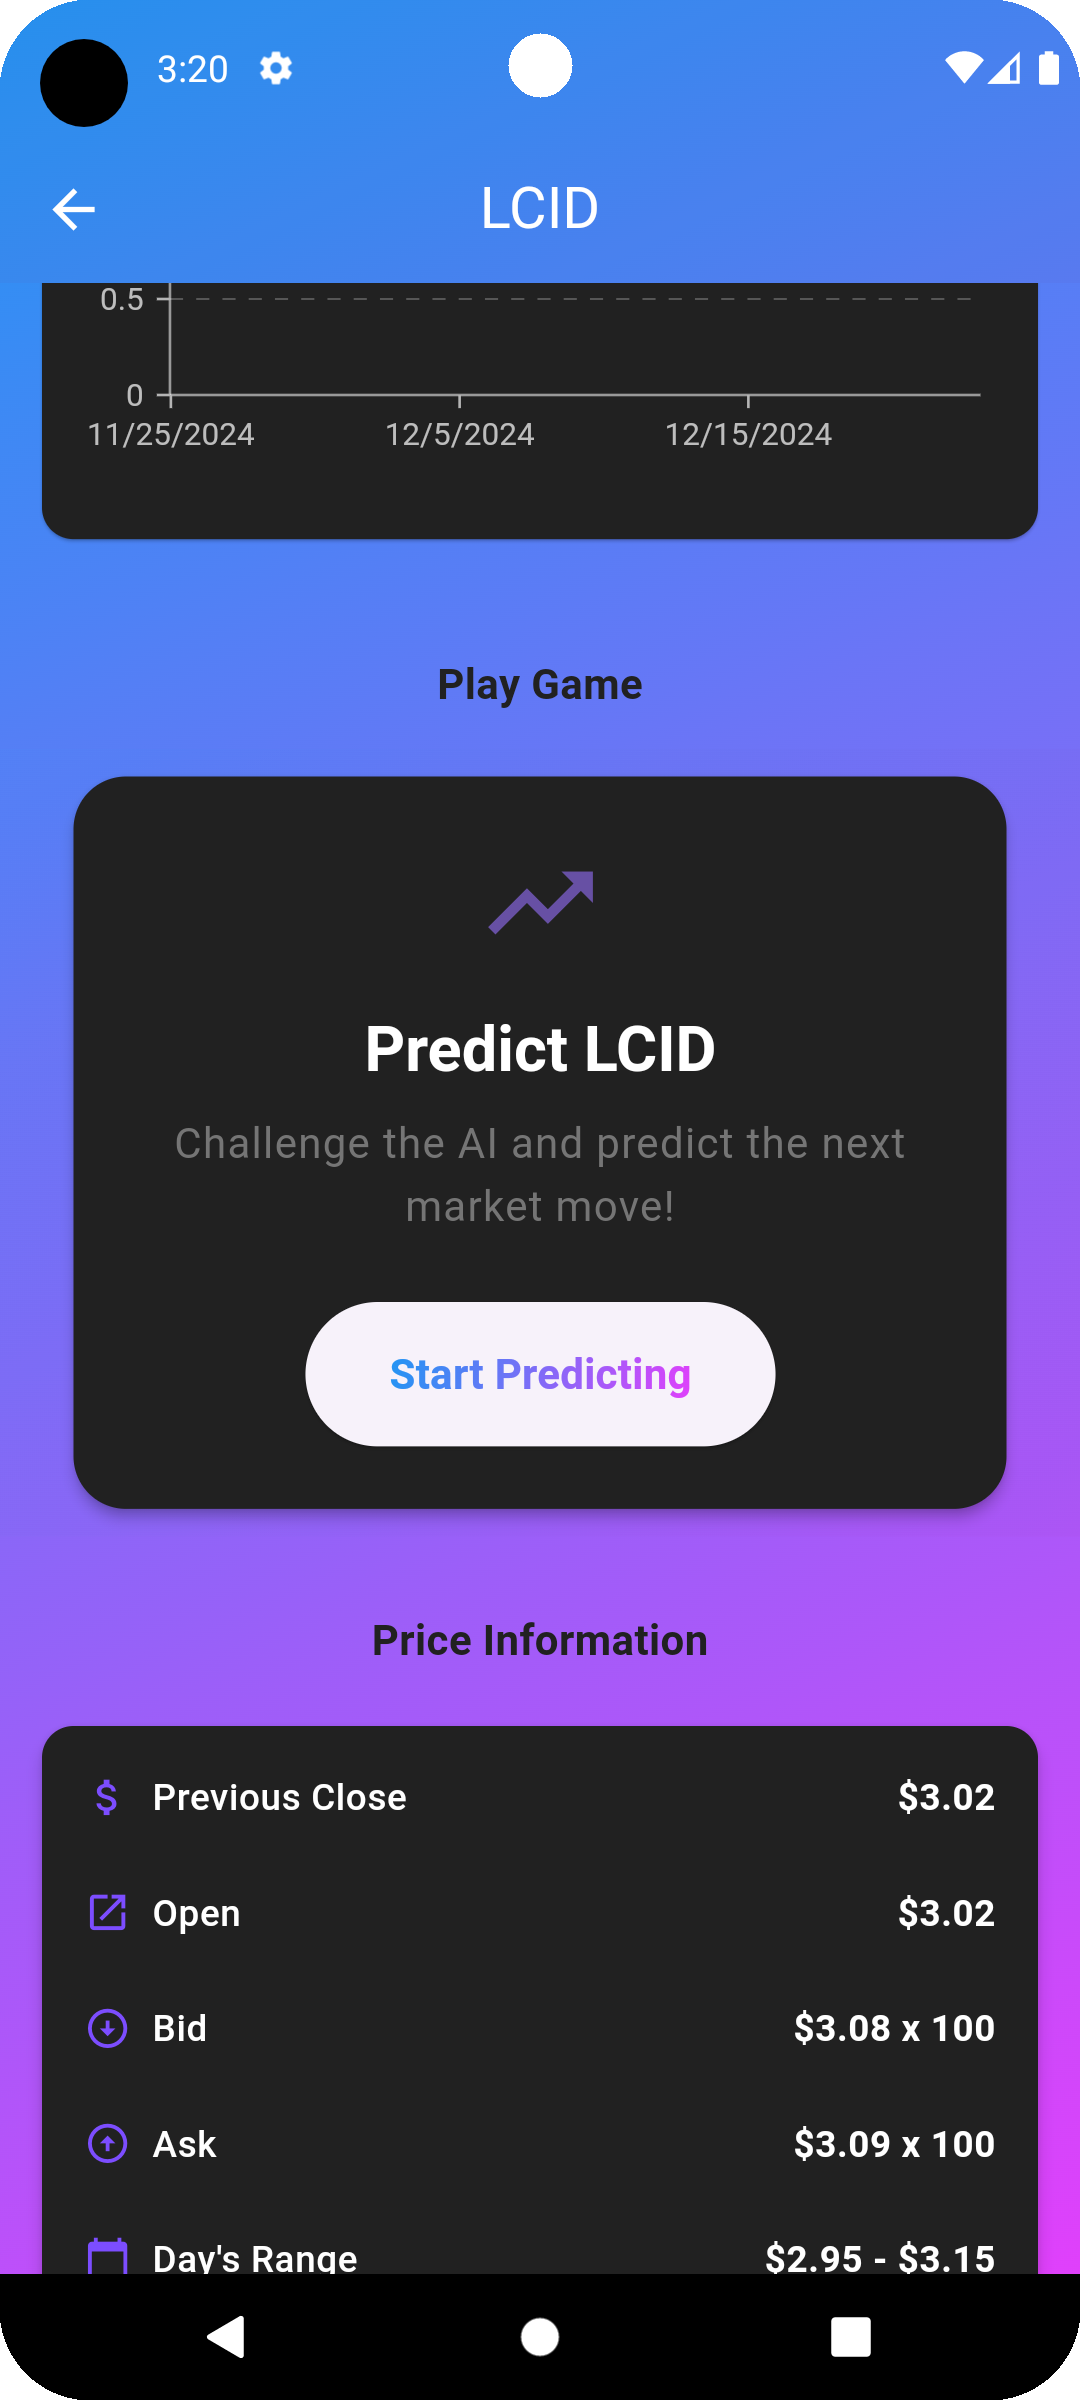 3:20
LCID
0.5
0
11/25/2024 12/5/2024 12/15/2024
Play Game
Predict LCID
Challenge the AI and predict the next
market move!
Start Predicting
Price Information
Previous Close $3.02
Open $3.02
Bid $3.08 x 100
Ask $3.09 x 100
Day's Range $2.95 - $3.15